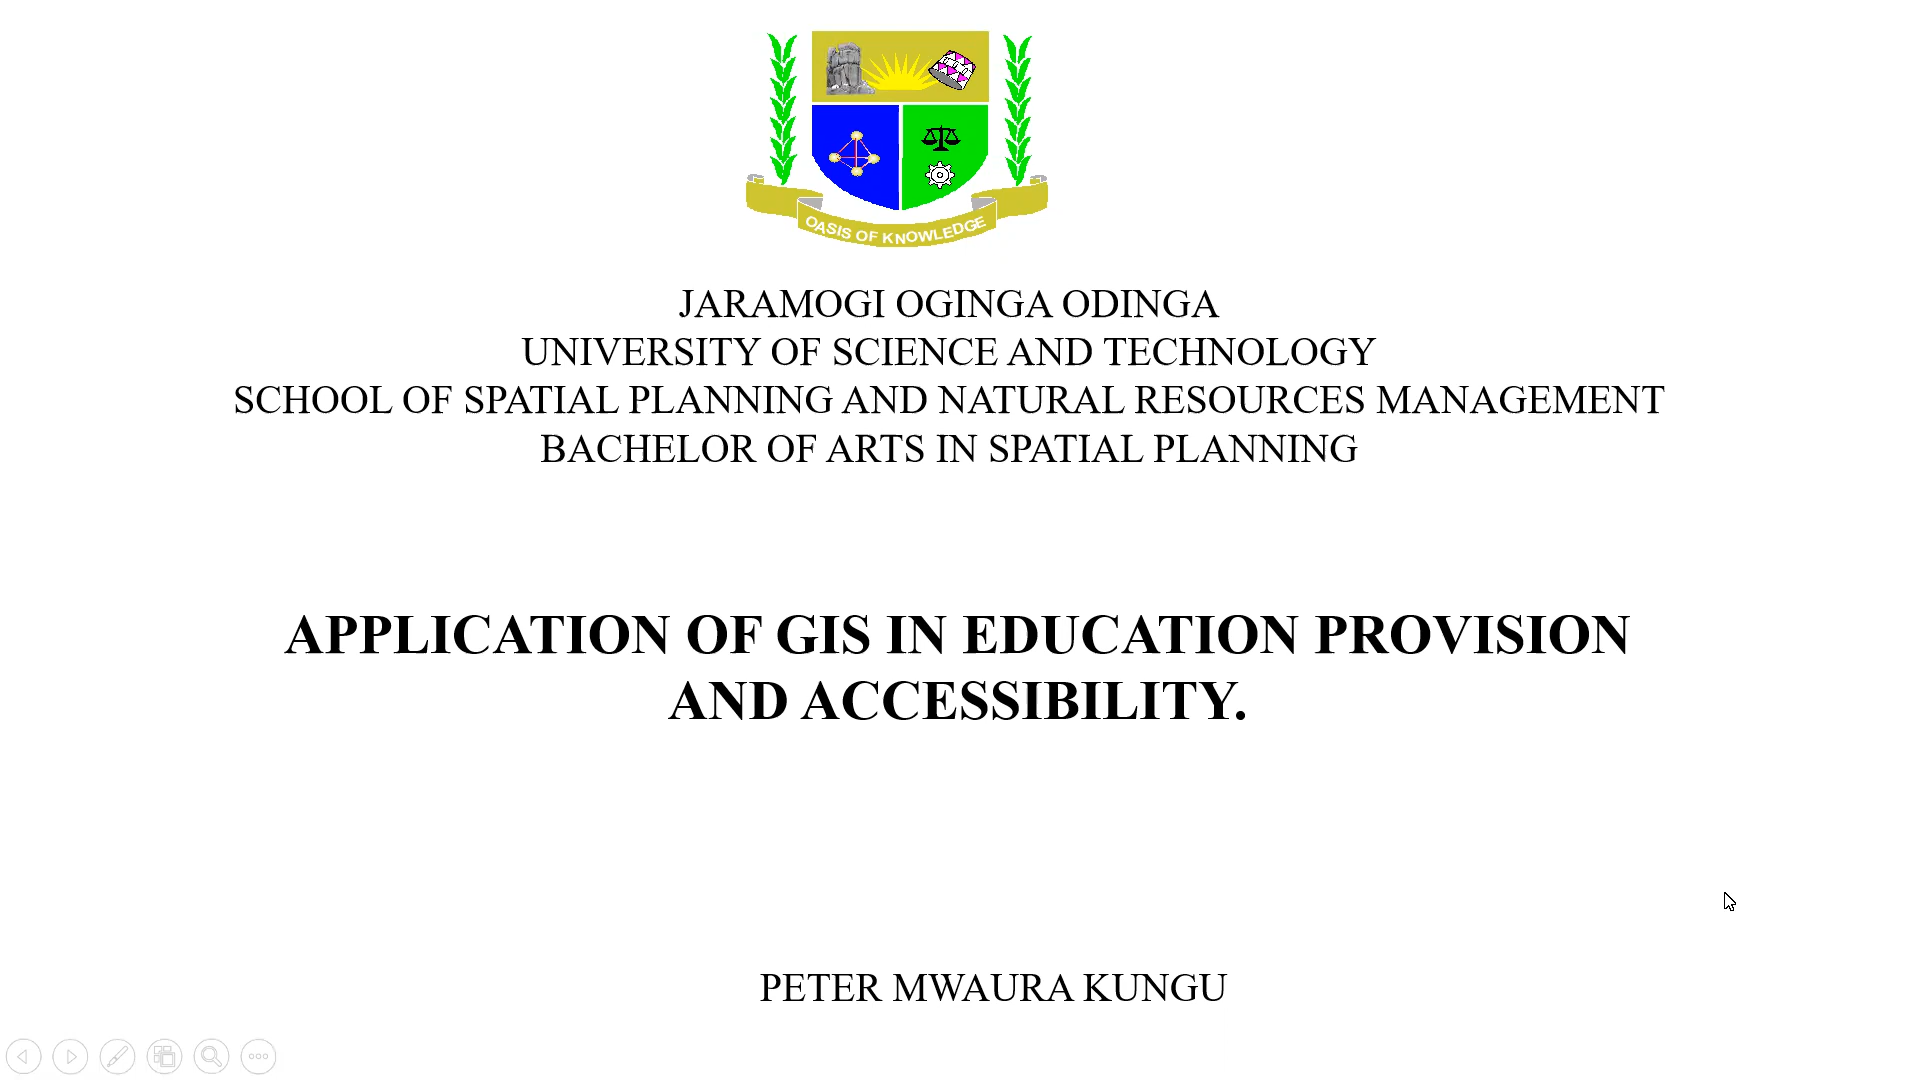 OASIS OF KNOWLEDGE
JARAMOGI OGINGA ODINGA
UNIVERSITY OF SCIENCE AND TECHNOLOGY
SCHOOL OF SPATIAL PLANNING AND NATURAL RESOURCES MANAGEMENT
BACHELOR OF ARTS IN SPATIAL PLANNING
APPLICATION OF GIS IN EDUCATION PROVISION
AND ACCESSIBILITY.
PETER MWAURA KUNGU